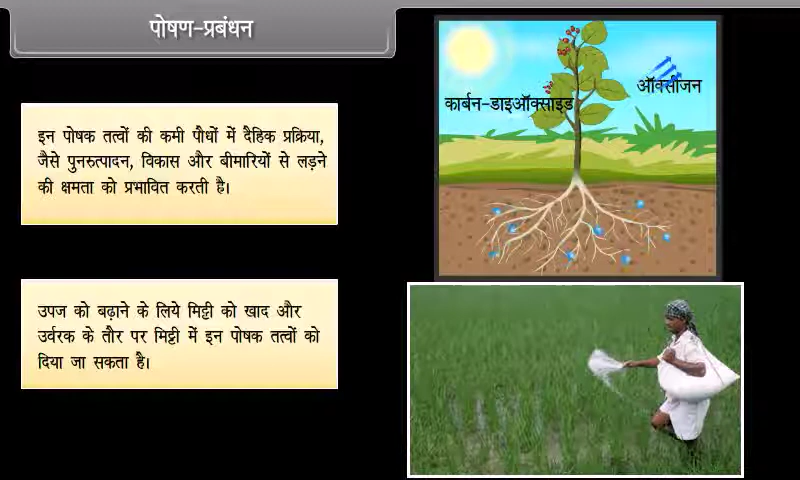 पोषण-प्रबंधन
इन पोषक तत्वों की कमी पौधों में दैहिक प्रक्रिया,
जैसे पुनरुत्पादन, विकास और बीमारियों से लड़ने
की क्षमता को प्रभावित करती है।
उपज को बढ़ाने के लिये मिट्टी को खाद और
उर्वरक के तौर पर मिट्टी में इन पोषक तत्वों को
दिया जा सकता है।
कार्बन-डाइऑक्साइड
ऑक्सीजन